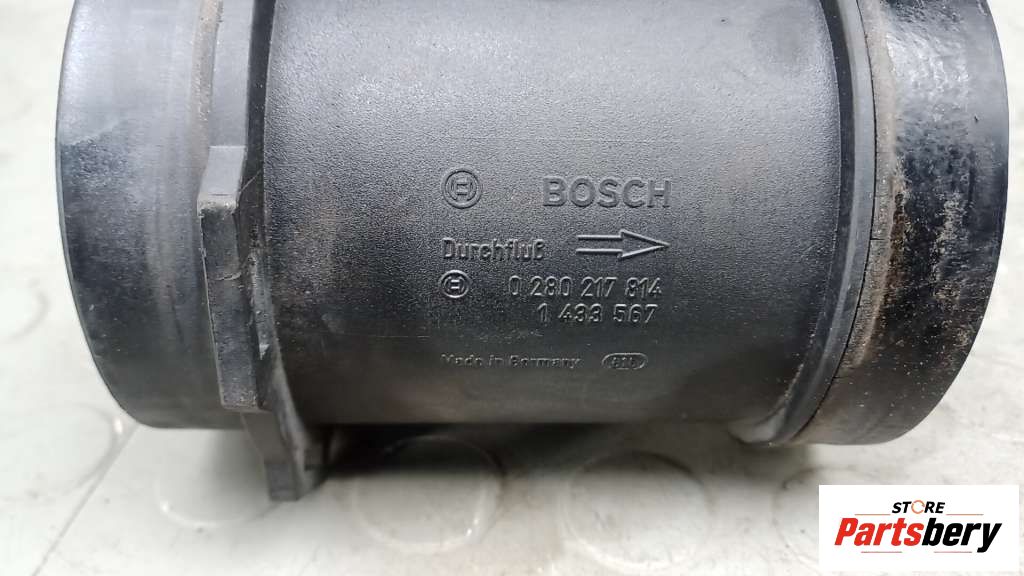 BOSCH
Durchfluß
0 280 217 814
1 433 567
Made in Germany
STORE
Partsbery